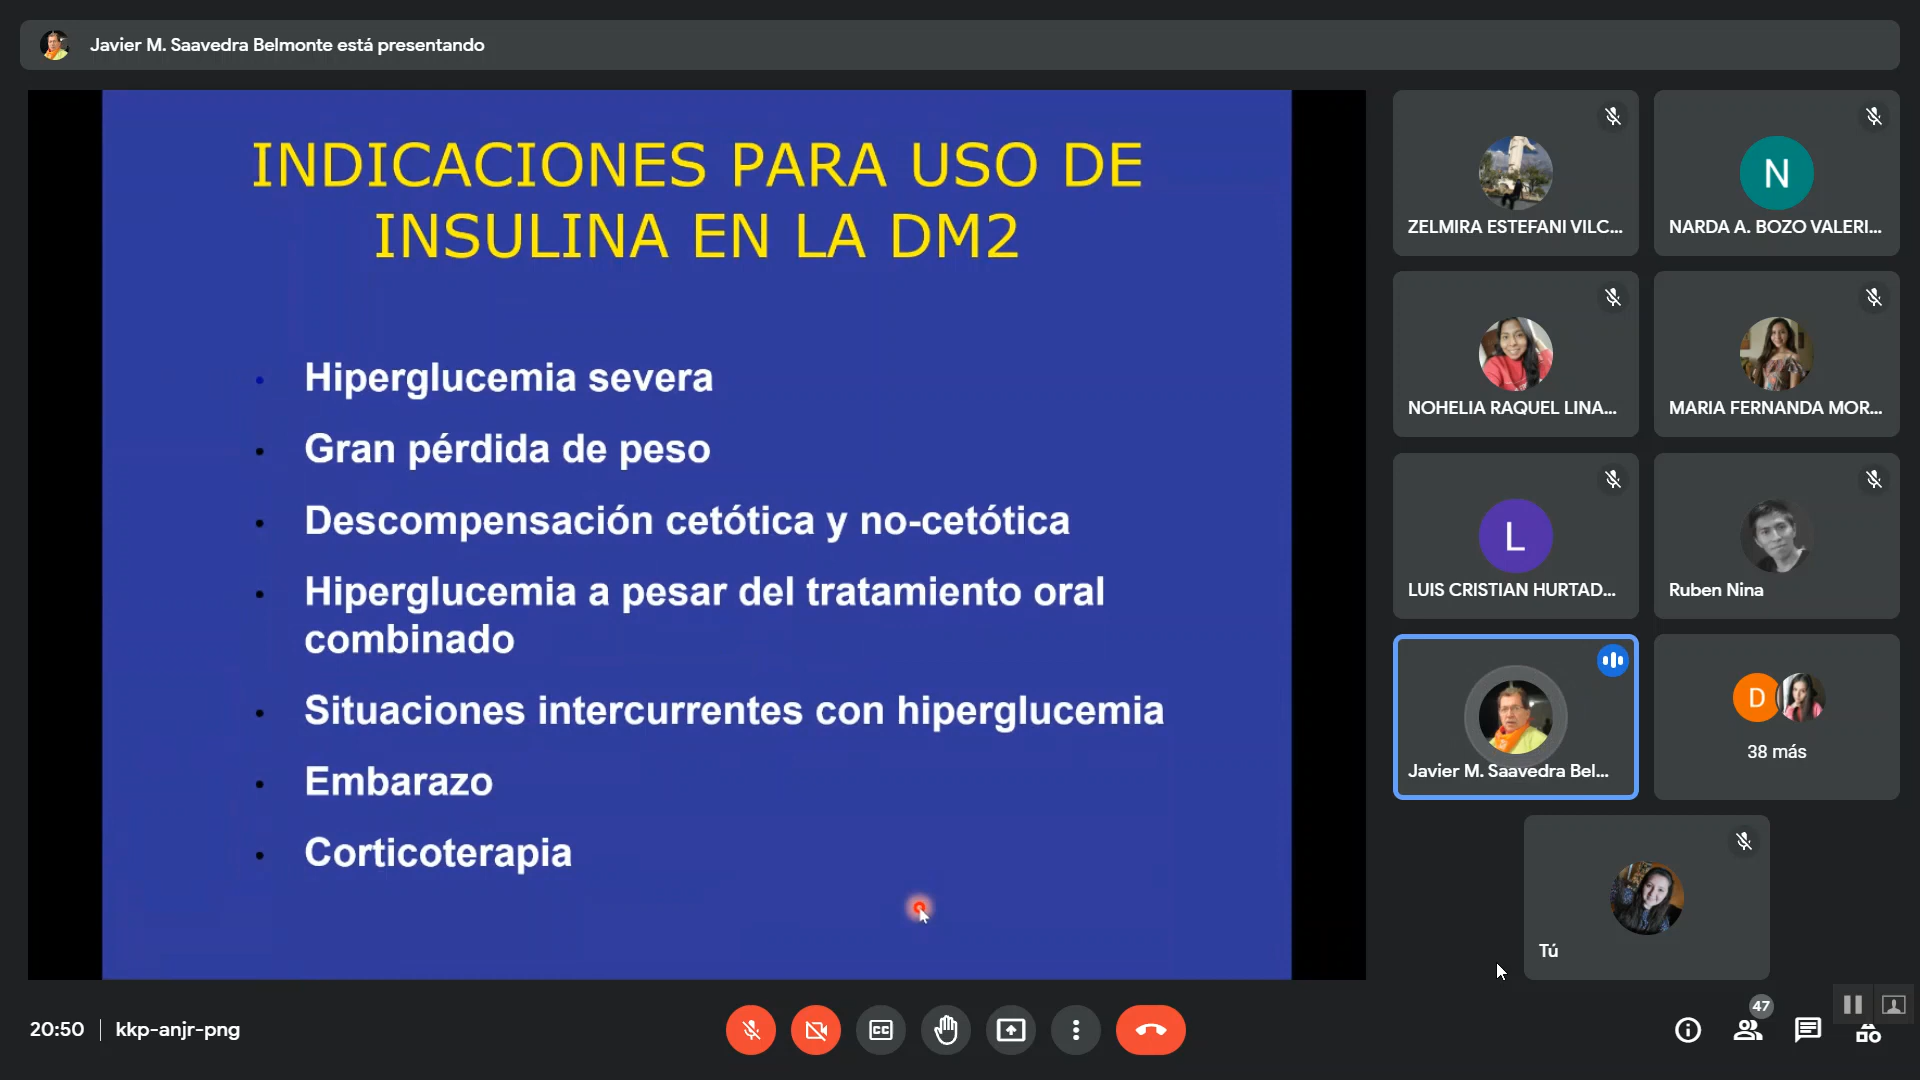 Javier M. Saavedra Belmonte está presentando
INDICACIONES PARA USO DE
INSULINA EN LA DM2
• Hiperglucemia severa
• Gran pérdida de peso
• Descompensación cetótica y no-cetótica
• Hiperglucemia a pesar del tratamiento oral
combinado
• Situaciones intercurrentes con hiperglucemia
• Embarazo
• Corticoterapia
ZELMIRA ESTEFANI VILC...
N
NARDA A. BOZO VALERI...
NOHELIA RAQUEL LINA...
MARIA FERNANDA MOR...
L
LUIS CRISTIAN HURTAD...
Ruben Nina
Javier M. Saavedra Bel...
D
38 más
Tú
20:50 | kkp-anjr-png
CC
47